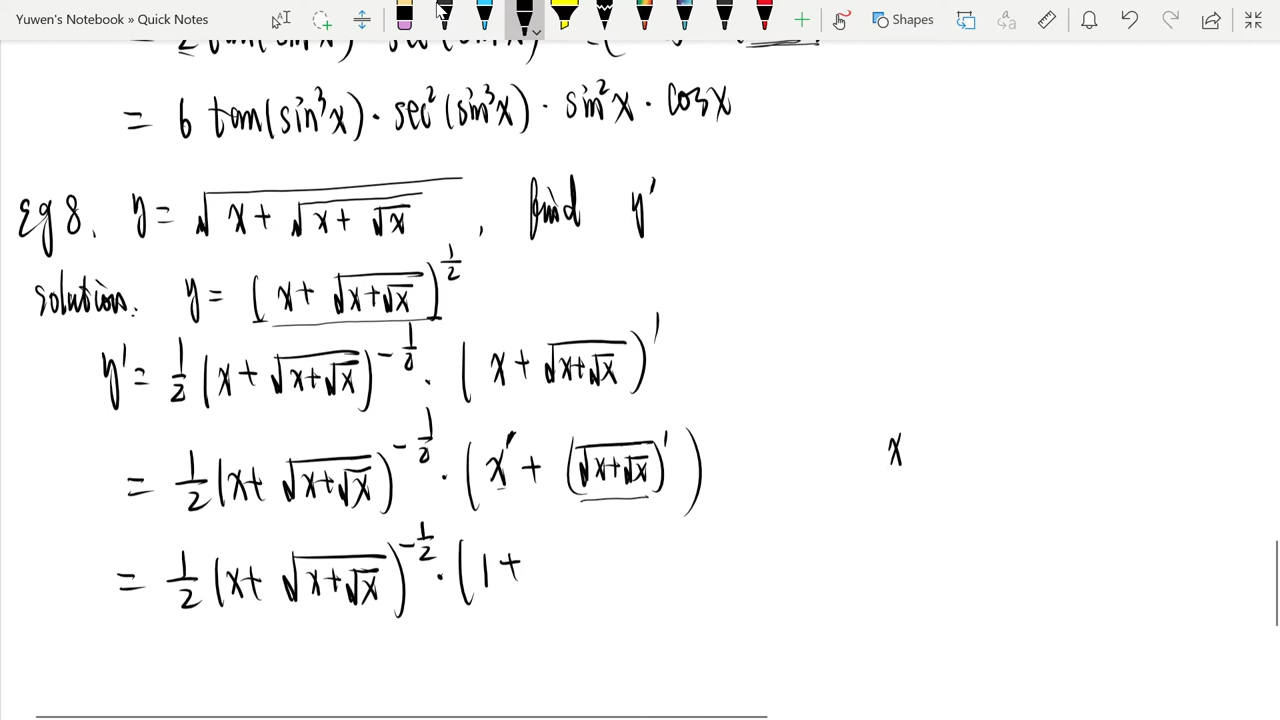 Yuwen's Notebook » Quick Notes
Shapes
= 6 tan(sin³x) · sec²(sin³x) · sin²x · cosx
Eg 8. y = √(x + √(x + √x)) , find y'
solution. y = (x + √(x+√x))^(1/2)
y' = 1/2 (x + √(x+√x))^(-1/2) · (x + √(x+√x))'
= 1/2 (x + √(x+√x))^(-1/2) · (x' + (√(x+√x))')
x
= 1/2 (x + √(x+√x))^(-1/2) · (1 +